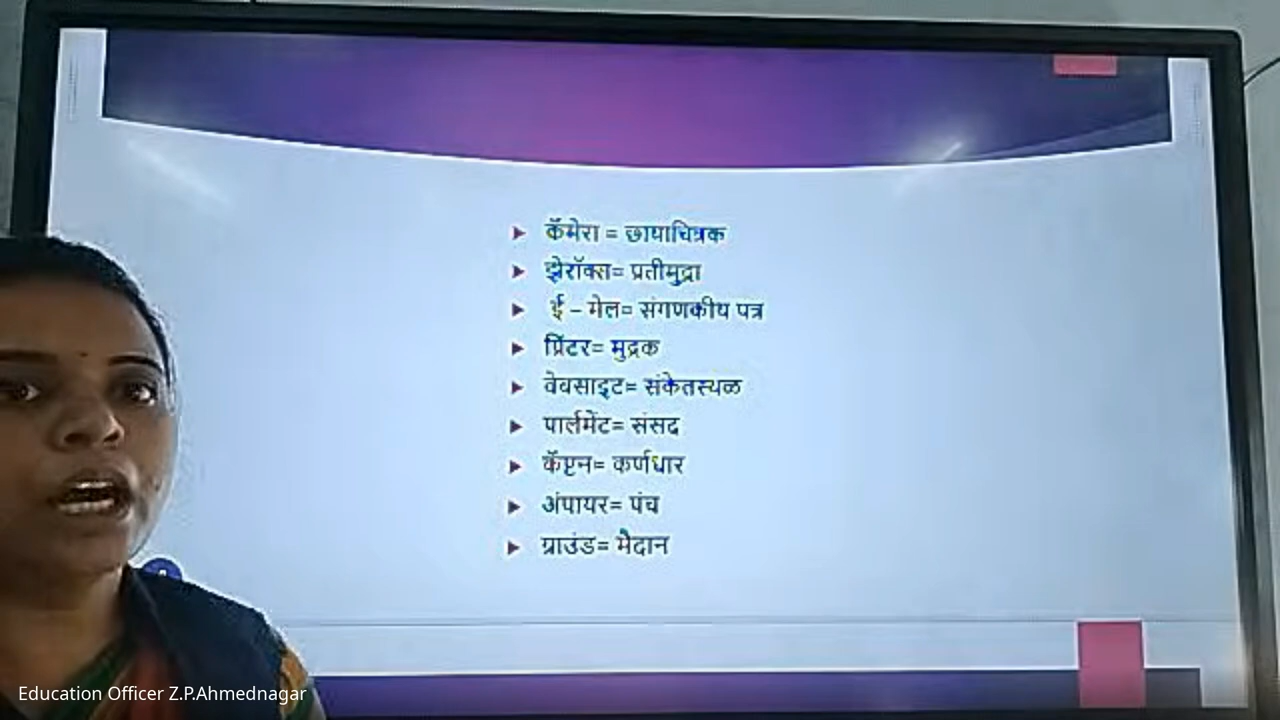 कॅमेरा = छायाचित्रक
झेरॉक्स= प्रतीमुद्रा
ई – मेल= संगणकीय पत्र
प्रिंटर= मुद्रक
वेबसाइट= संकेतस्थळ
पार्लमेंट= संसद
कॅप्टन= कर्णधार
अंपायर= पंच
ग्राउंड= मैदान
Education Officer Z.P.Ahmednagar